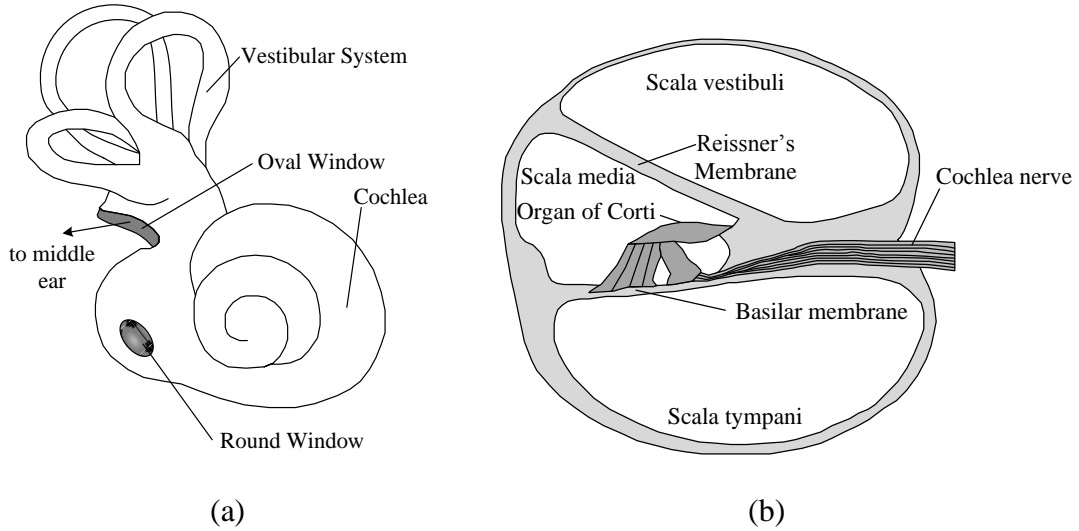 Vestibular System
Oval Window
Cochlea
to middle
ear
Round Window
(a)
Scala vestibuli
Reissner's
Membrane
Scala media
Cochlea nerve
Organ of Corti
Basilar membrane
Scala tympani
(b)